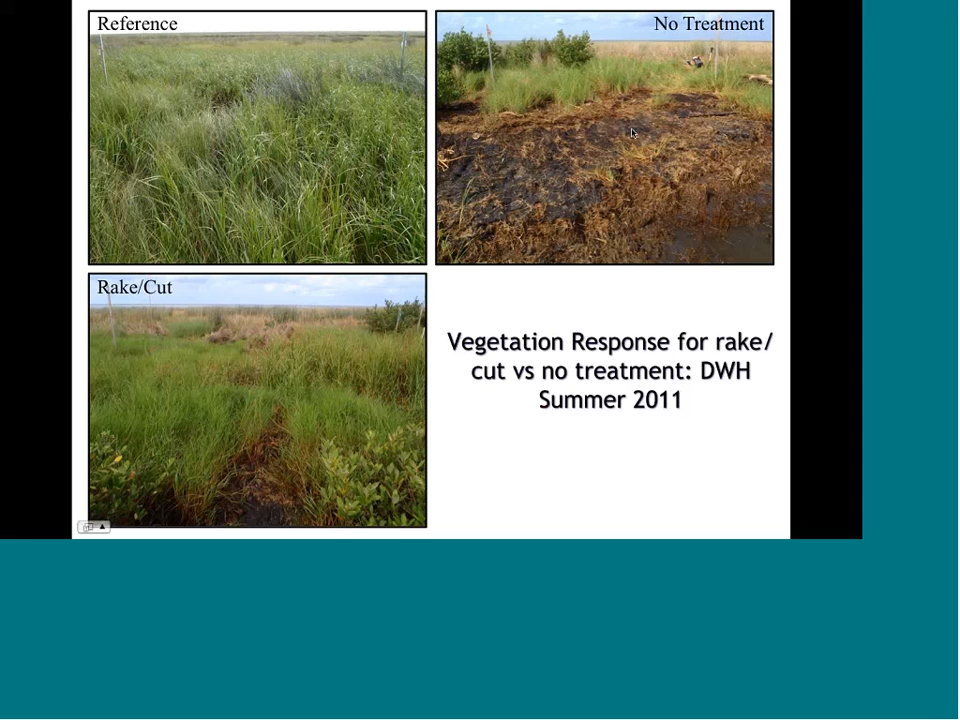 Reference
No Treatment
Rake/Cut
Vegetation Response for rake/
cut vs no treatment: DWH
Summer 2011